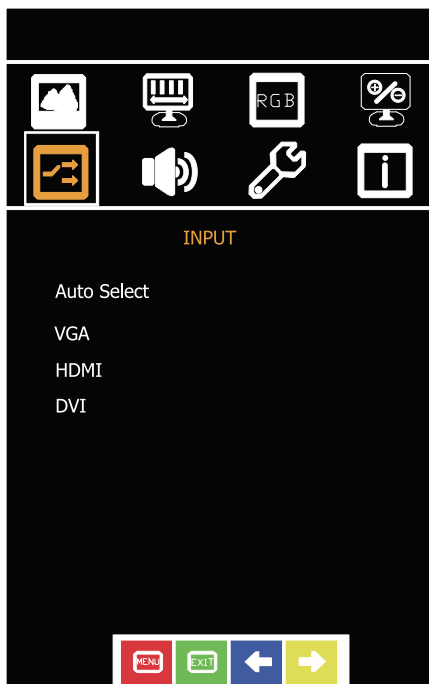 RGB
i
INPUT
Auto Select
VGA
HDMI
DVI
MENU EXIT